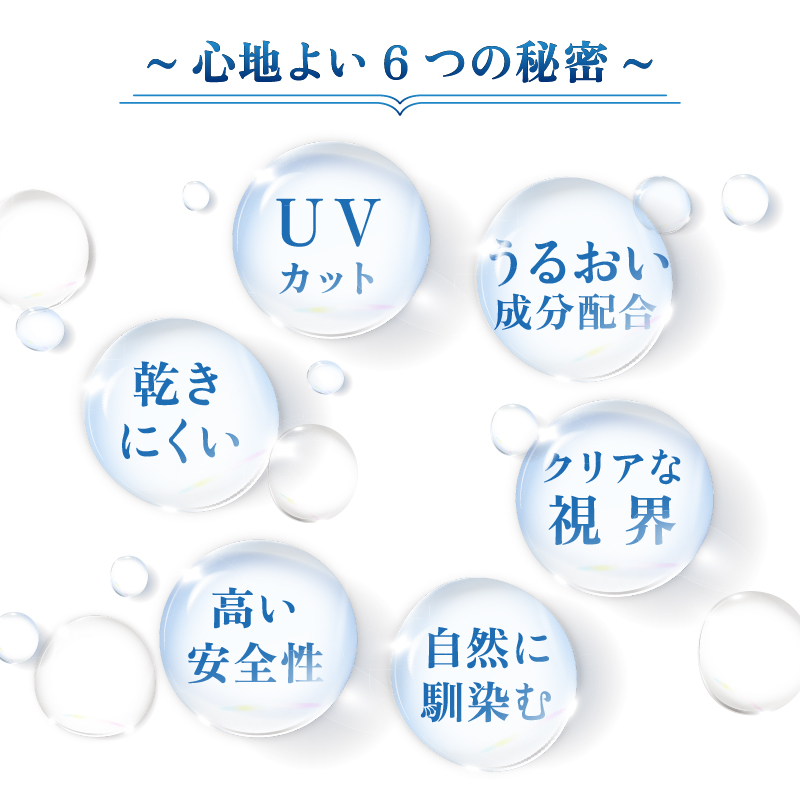 ~ 心地よい 6 つの秘密 ~
UV
カット
うるおい
成分配合
乾き
にくい
クリアな
視界
高い
安全性
自然に
馴染む